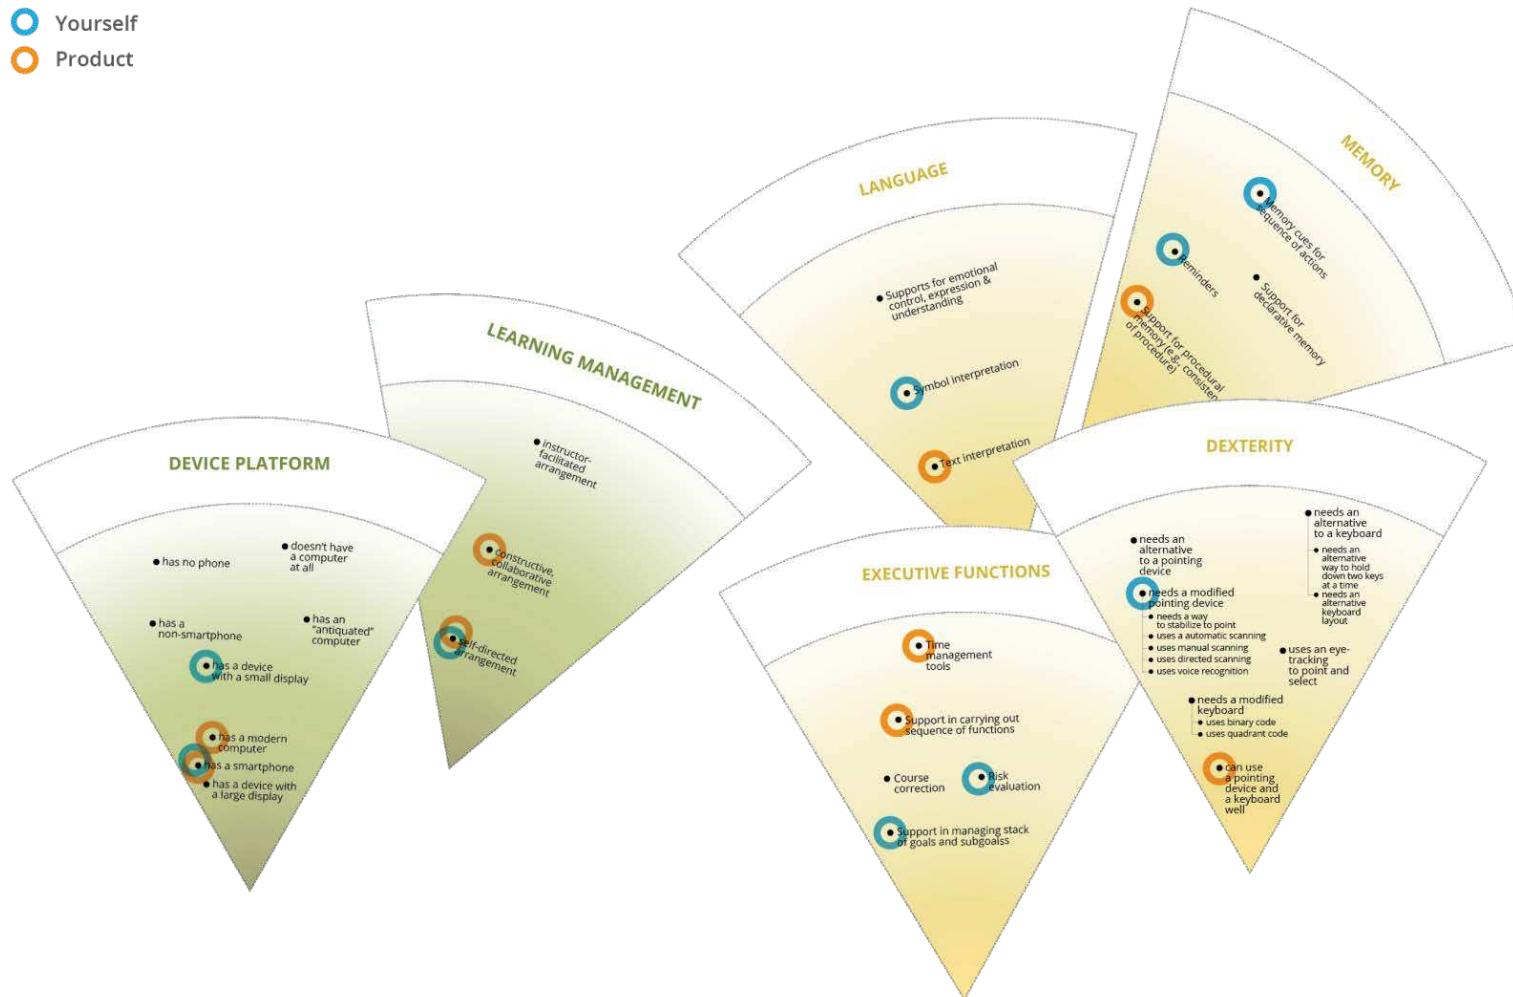 Yourself
Product
DEVICE PLATFORM
has no phone
doesn't have
a computer
at all
has a
non-smartphone
has an
"antiquated"
computer
has a device
with a small display
has a modern
computer
has a smartphone
has a device with
a large display
LEARNING MANAGEMENT
instructor-
facilitated
arrangement
constructive,
collaborative
arrangement
self-directed
arrangement
LANGUAGE
Supports for emotional
control, expression &
understanding
Symbol interpretation
Text interpretation
MEMORY
Memory cues for
sequence of actions
Reminders
Support for
declarative memory
Support for procedural
memory (e.g., consisten
of procedure)
EXECUTIVE FUNCTIONS
Time
management
tools
Support in carrying out
sequence of functions
Course
correction
Risk
evaluation
Support in managing stack
of goals and subgoalss
DEXTERITY
needs an
alternative
to a pointing
device
needs a modified
pointing device
needs a way
to stabilize to point
uses a automatic scanning
uses manual scanning
uses directed scanning
uses voice recognition
needs an
alternative
to a keyboard
needs an
alternative
way to hold
down two keys
at a time
needs an
alternative
keyboard
layout
uses an eye-
tracking
to point and
select
needs a modified
keyboard
uses binary code
uses quadrant code
can use
a pointing
device and
a keyboard
well